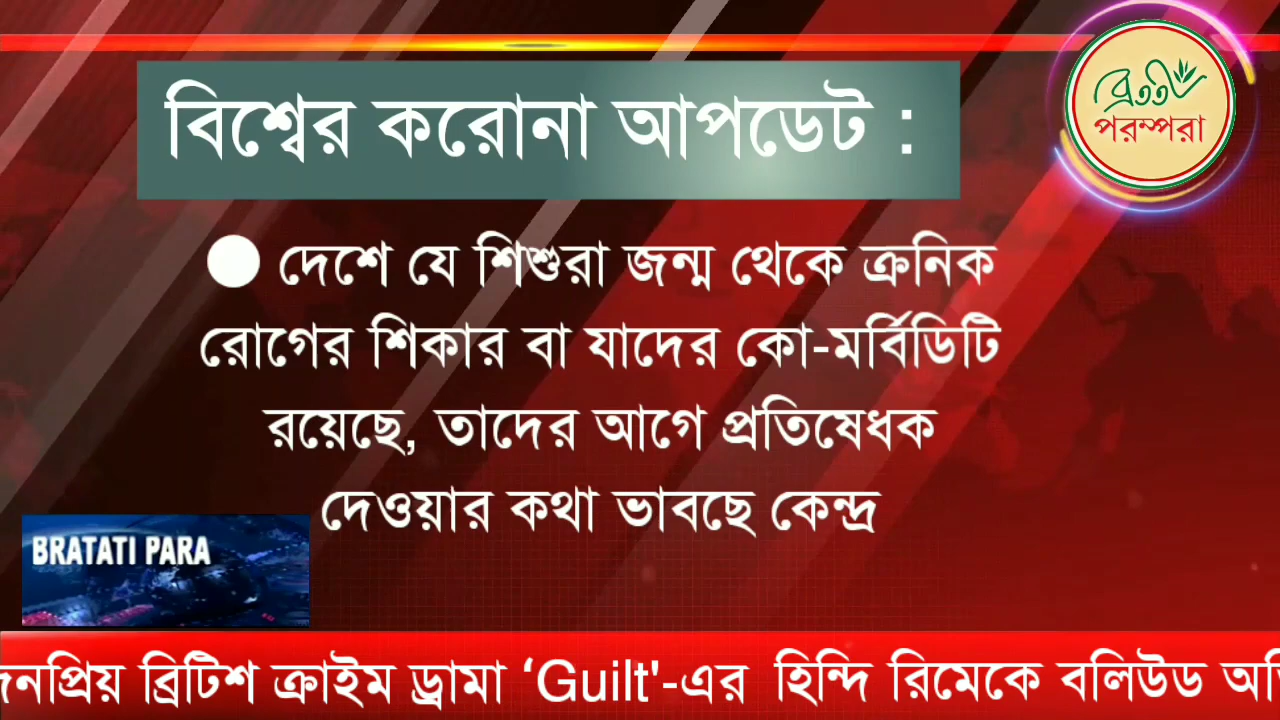 বিশ্বের করোনা আপডেট :
ব্রততী
পরম্পরা
● দেশে যে শিশুরা জন্ম থেকে ক্রনিক
রোগের শিকার বা যাদের কো-মর্বিডিটি
রয়েছে, তাদের আগে প্রতিষেধক
দেওয়ার কথা ভাবছে কেন্দ্র
BRATATI PARA
ব্রিটিশ ক্রাইম ড্রামা ‘Guilt'-এর হিন্দি রিমেকে বলিউড